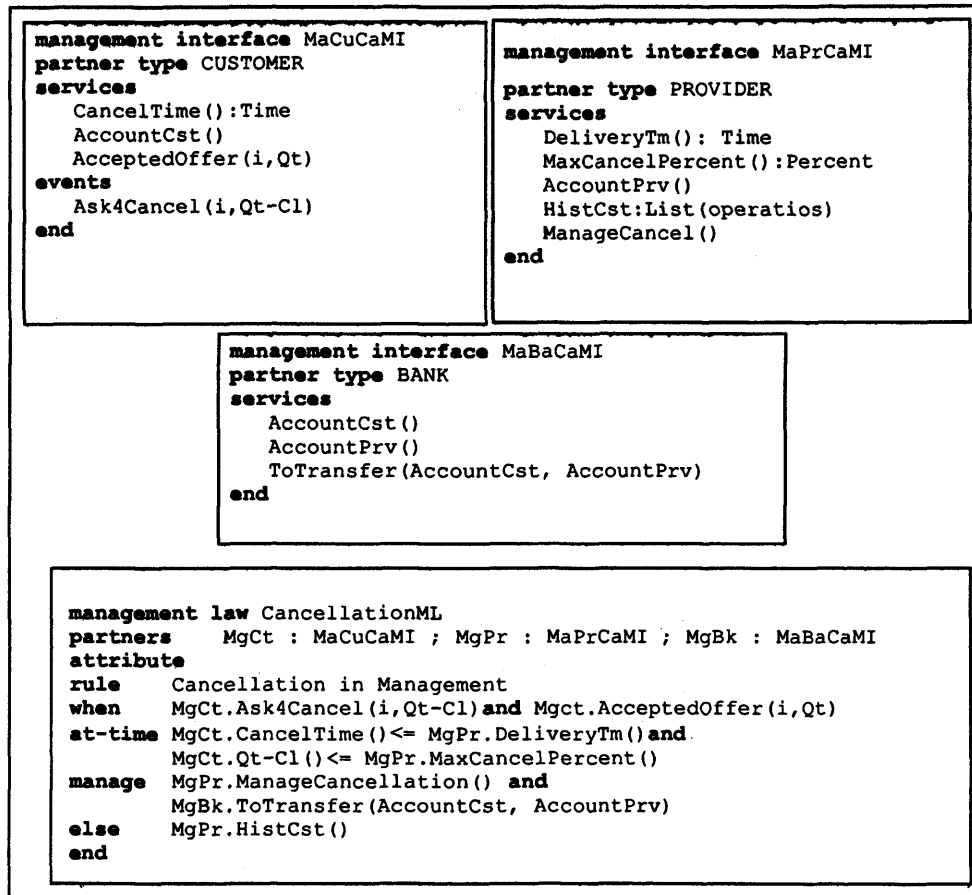 management interface MaCuCaMI
partner type CUSTOMER
services
CancelTime():Time
AccountCst()
AcceptedOffer(i,Qt)
events
Ask4Cancel(i,Qt-Cl)
end
management interface MaPrCaMI
partner type PROVIDER
services
DeliveryTm(): Time
MaxCancelPercent():Percent
AccountPrv()
HistCst:List(operatios)
ManageCancel()
end
management interface MaBaCaMI
partner type BANK
services
AccountCst()
AccountPrv()
ToTransfer(AccountCst, AccountPrv)
end
management law CancellationML
partners MgCt : MaCuCaMI ; MgPr : MaPrCaMI ; MgBk : MaBaCaMI
attribute
rule Cancellation in Management
when MgCt.Ask4Cancel(i,Qt-Cl)and Mgct.AcceptedOffer(i,Qt)
at-time MgCt.CancelTime()<= MgPr.DeliveryTm()and
MgCt.Qt-Cl()<= MgPr.MaxCancelPercent()
manage MgPr.ManageCancellation() and
MgBk.ToTransfer(AccountCst, AccountPrv)
else MgPr.HistCst()
end